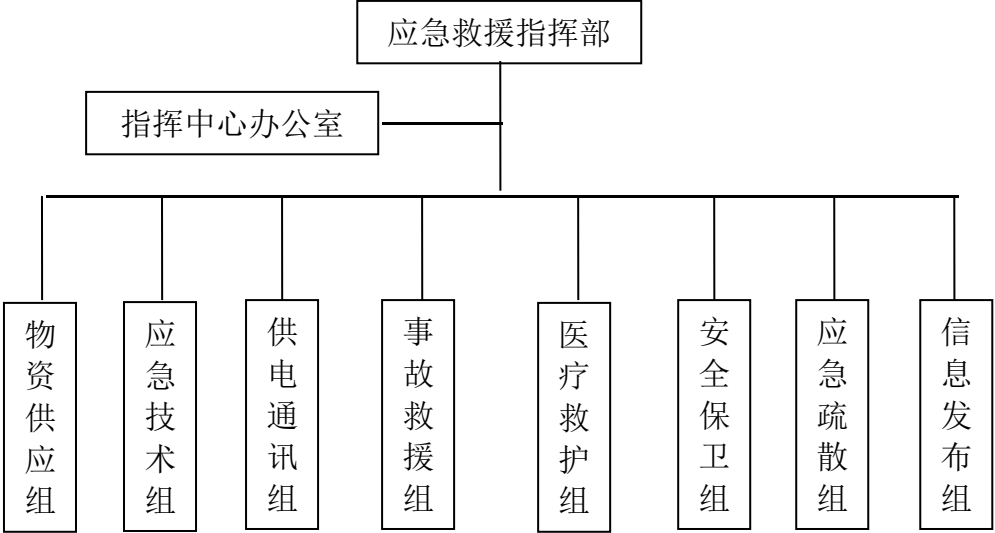 应急救援指挥部
指挥中心办公室
物资供应组
应急技术组
供电通讯组
事故救援组
医疗救护组
安全保卫组
应急疏散组
信息发布组